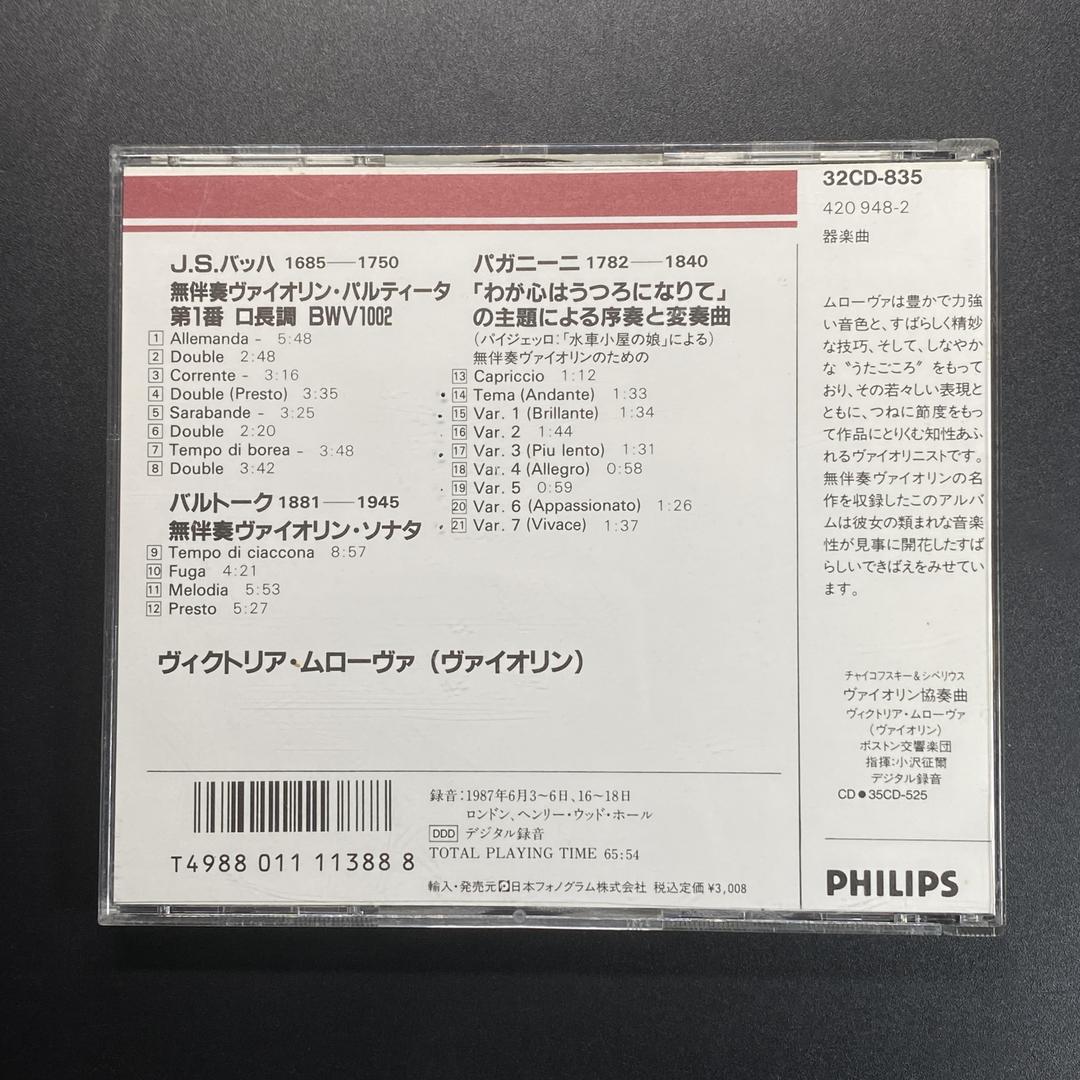 J.S.バッハ 1685—1750
無伴奏ヴァイオリン・パルティータ
第1番 ロ長調 BWV1002
1 Allemanda - 5:48
2 Double 2:48
3 Corrente - 3:16
4 Double (Presto) 3:35
5 Sarabande - 3:25
6 Double 2:20
7 Tempo di borea - 3:48
8 Double 3:42
バルトーク 1881—1945
無伴奏ヴァイオリン・ソナタ
9 Tempo di ciaccona 8:57
10 Fuga 4:21
11 Melodia 5:53
12 Presto 5:27
パガニーニ 1782—1840
「わが心はうつろになりて」
の主題による序奏と変奏曲
(パイジェッロ:「水車小屋の娘」による)
無伴奏ヴァイオリンのための
13 Capriccio 1:12
14 Tema (Andante) 1:33
15 Var. 1 (Brillante) 1:34
16 Var. 2 1:44
17 Var. 3 (Piu lento) 1:31
18 Var. 4 (Allegro) 0:58
19 Var. 5 0:59
20 Var. 6 (Appassionato) 1:26
21 Var. 7 (Vivace) 1:37
ヴィクトリア・ムローヴァ (ヴァイオリン)
T4988 011 11388 8
録音:1987年6月3~6日、16~18日
ロンドン、ヘンリー・ウッド・ホール
DDD デジタル録音
TOTAL PLAYING TIME 65:54
輸入・発売元 日本フォノグラム株式会社 税込定価 ¥3,008
32CD-835
420 948-2
器楽曲
ムローヴァは豊かで力強
い音色と、すばらしく精妙
な技巧、そして、しなやか
な〝うたごころ〟をもって
おり、その若々しい表現と
ともに、つねに節度をもっ
て作品にとりくむ知性あふ
れるヴァイオリニストです。
無伴奏ヴァイオリンの名
作を収録したこのアルバ
ムは彼女の類まれな音楽
性が見事に開花したすば
らしいできばえをみせてい
ます。
チャイコフスキー&シベリウス
ヴァイオリン協奏曲
ヴィクトリア・ムローヴァ
(ヴァイオリン)
ボストン交響楽団
指揮:小沢征爾
デジタル録音
CD●35CD-525
PHILIPS